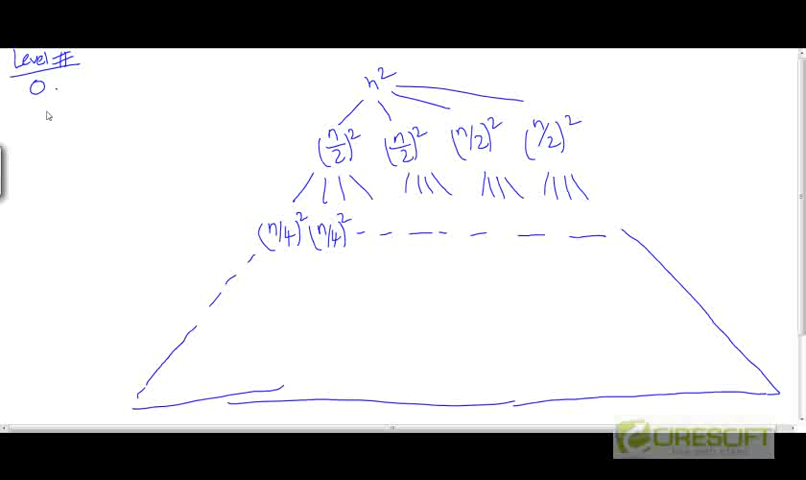 Level #
0.
n²
(n/2)² (n/2)² (n/2)² (n/2)²
(n/4)² (n/4)² - - - - - -
CIRESOFT